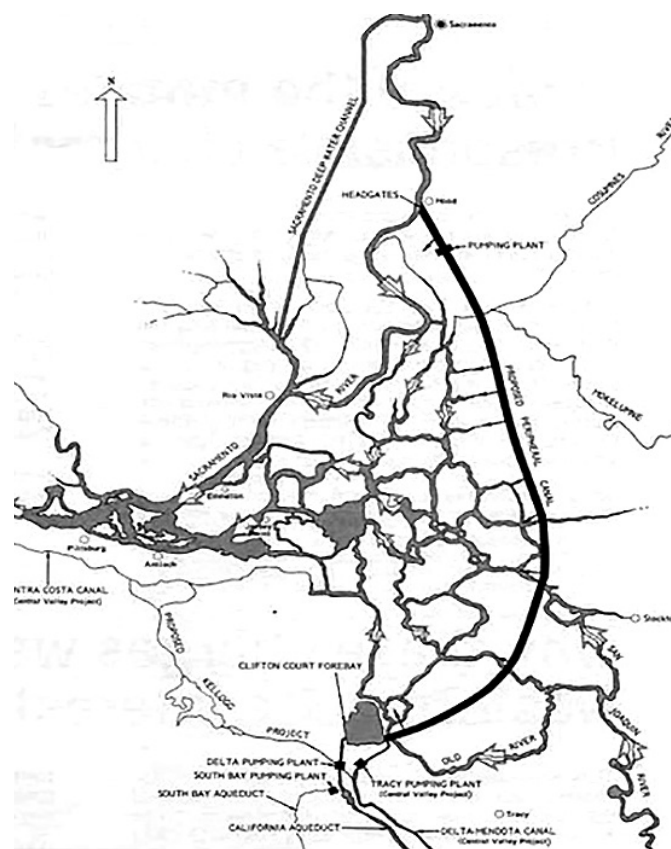 Sacramento
N
SACRAMENTO DEEP WATER CHANNEL
COSUMNES
RIVER
HEADGATES
Hood
PUMPING PLANT
RIVER
PROPOSED PERIPHERAL CANAL
MOKELUMNE
Rio Vista
SACRAMENTO
Emmaton
Pittsburg
Antioch
NTRA COSTA CANAL
(Central Valley Project)
Stockt
PROPOSED
KELLOGG
PROJECT
CLIFTON COURT FOREBAY
SAN
JOAQUIN
RIVER
OLD
RIVER
DELTA PUMPING PLANT
SOUTH BAY PUMPING PLANT
SOUTH BAY AQUEDUCT
TRACY PUMPING PLANT
(Central Valley Project)
Tracy
CALIFORNIA AQUEDUCT
DELTA-MENDOTA CANAL
(Central Valley Project)